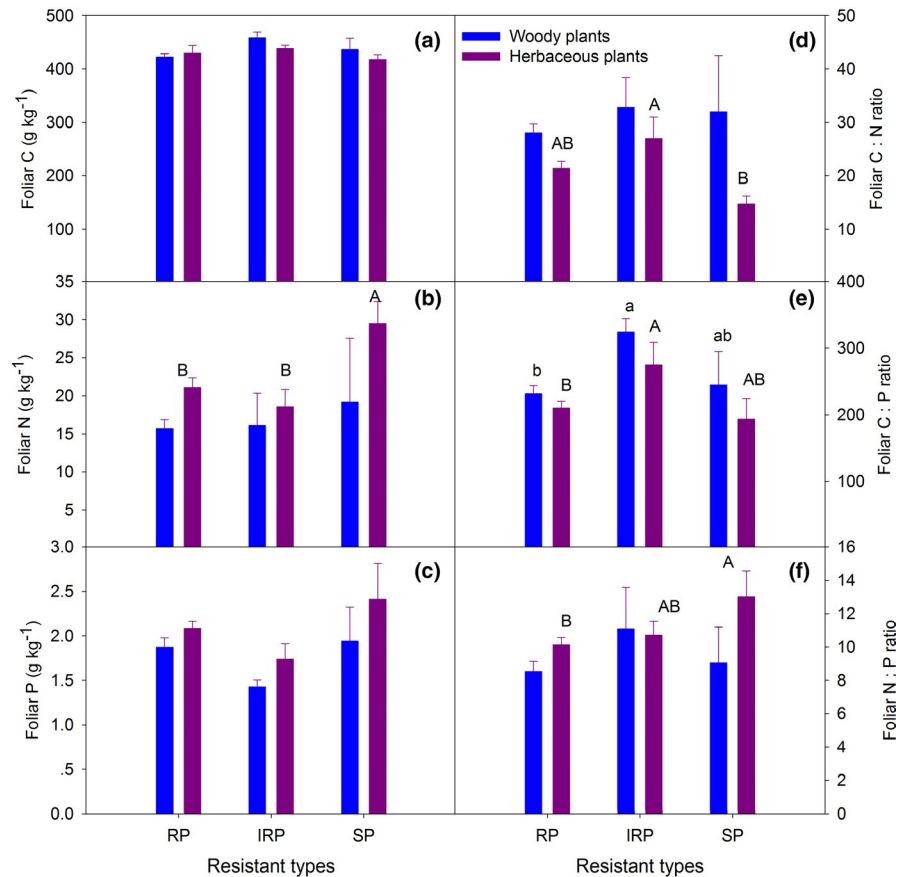 (a)
Foliar C (g kg-1)
500
400
300
200
100
35
(d)
Woody plants
Herbaceous plants
AB
A
B
Foliar C : N ratio
50
40
30
20
10
400
(b)
Foliar N (g kg-1)
30
25
20
15
10
5
3.0
B
B
A
(e)
b
B
a
A
ab
AB
Foliar C : P ratio
300
200
100
16
(c)
Foliar P (g kg-1)
2.5
2.0
1.5
1.0
.5
0.0
(f)
B
AB
A
Foliar N : P ratio
14
12
10
8
6
4
2
0
RP
IRP
SP
RP
IRP
SP
Resistant types
Resistant types